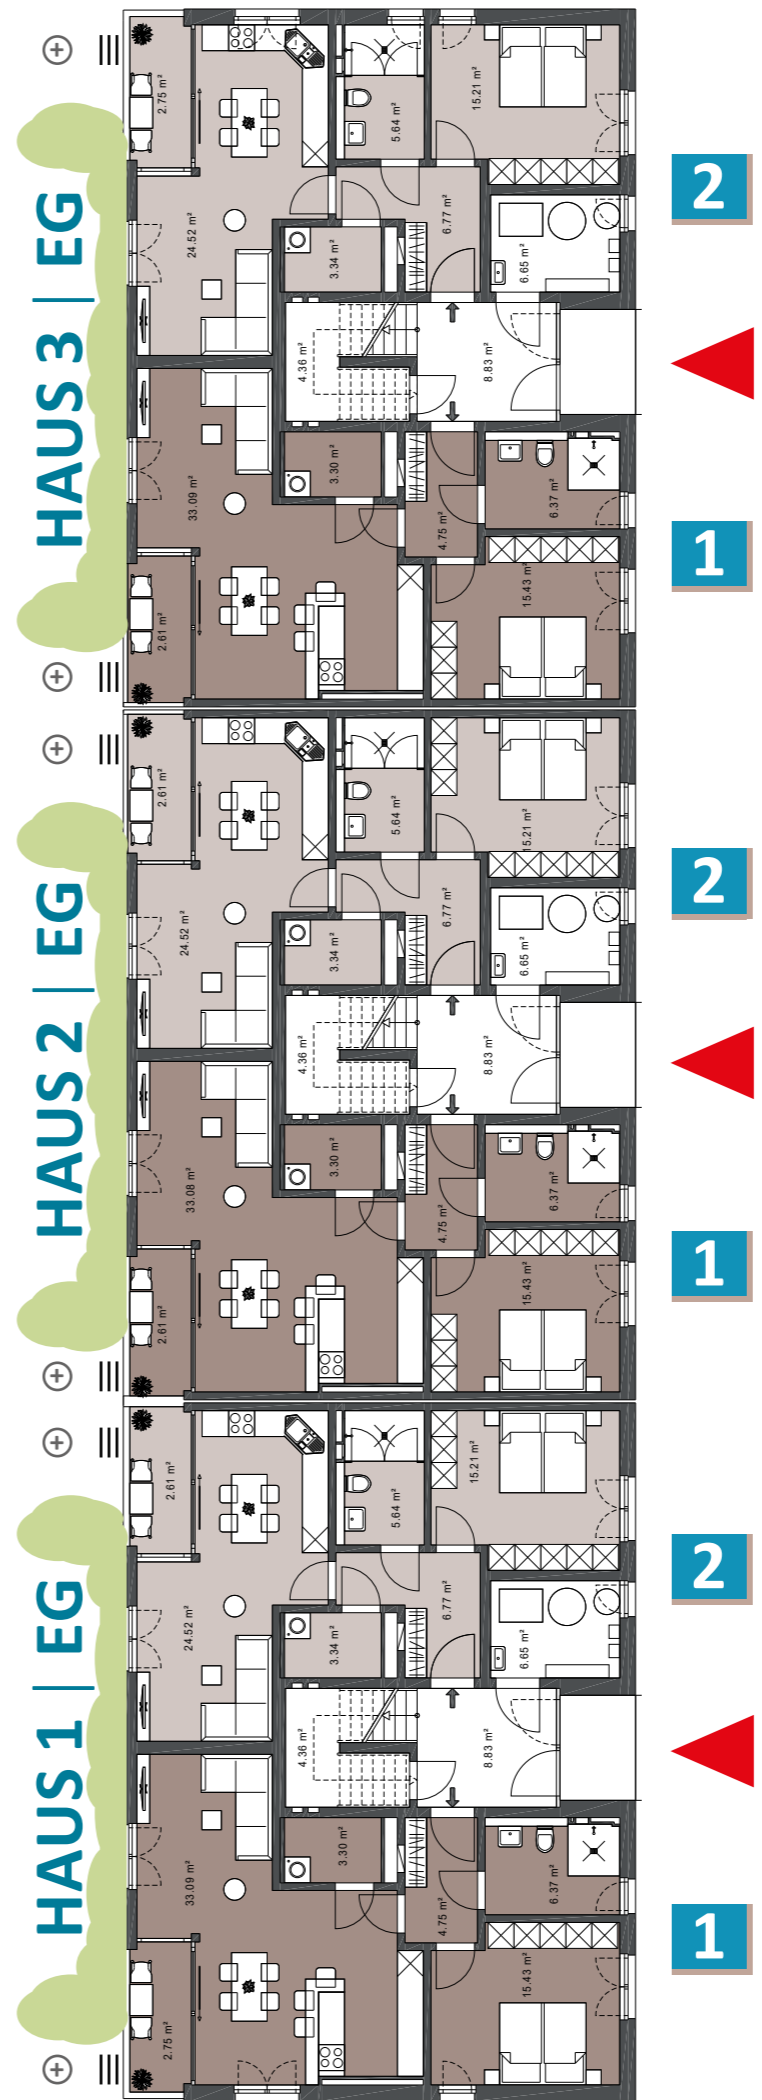 HAUS 3 | EG
2.75 m²
24.52 m²
5.64 m²
15.21 m²
6.77 m²
3.34 m²
6.65 m²
2
4.36 m²
8.83 m²
33.09 m²
3.30 m²
4.75 m²
6.37 m²
15.43 m²
2.61 m²
1
HAUS 2 | EG
2.61 m²
24.52 m²
5.64 m²
15.21 m²
6.77 m²
3.34 m²
6.65 m²
2
4.36 m²
8.83 m²
33.08 m²
3.30 m²
4.75 m²
6.37 m²
15.43 m²
2.61 m²
1
HAUS 1 | EG
2.61 m²
24.52 m²
5.64 m²
15.21 m²
6.77 m²
3.34 m²
6.65 m²
2
4.36 m²
8.83 m²
33.09 m²
3.30 m²
4.75 m²
6.37 m²
15.43 m²
2.75 m²
1